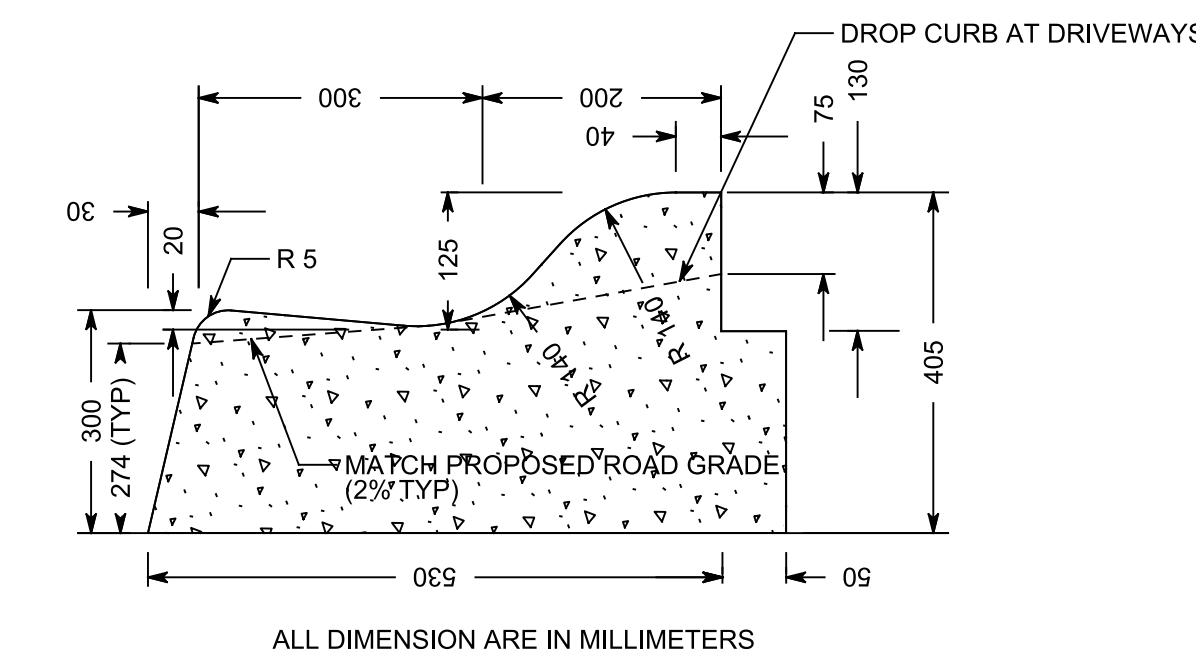 DROP CURB AT DRIVEWAYS
300
200
130
75
40
30
20
R 5
125
R 140
R 140
405
300
274 (TYP)
MATCH PROPOSED ROAD GRADE
(2% TYP)
530
50
ALL DIMENSION ARE IN MILLIMETERS